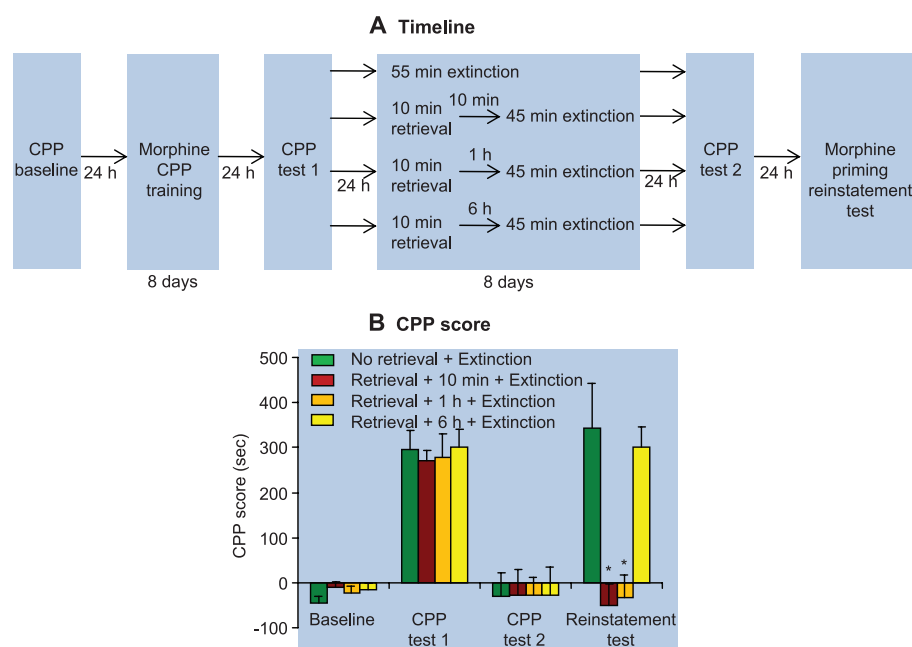 A Timeline
CPP
baseline
24 h
Morphine
CPP
training
8 days
24 h
CPP
test 1
24 h
55 min extinction
10 min
retrieval
10 min
45 min extinction
10 min
retrieval
1 h
45 min extinction
10 min
retrieval
6 h
45 min extinction
8 days
24 h
CPP
test 2
24 h
Morphine
priming
reinstatement
test
B CPP score
CPP score (sec)
500
400
300
200
100
0
-100
No retrieval + Extinction
Retrieval + 10 min + Extinction
Retrieval + 1 h + Extinction
Retrieval + 6 h + Extinction
* *
Baseline
CPP
test 1
CPP
test 2
Reinstatement
test